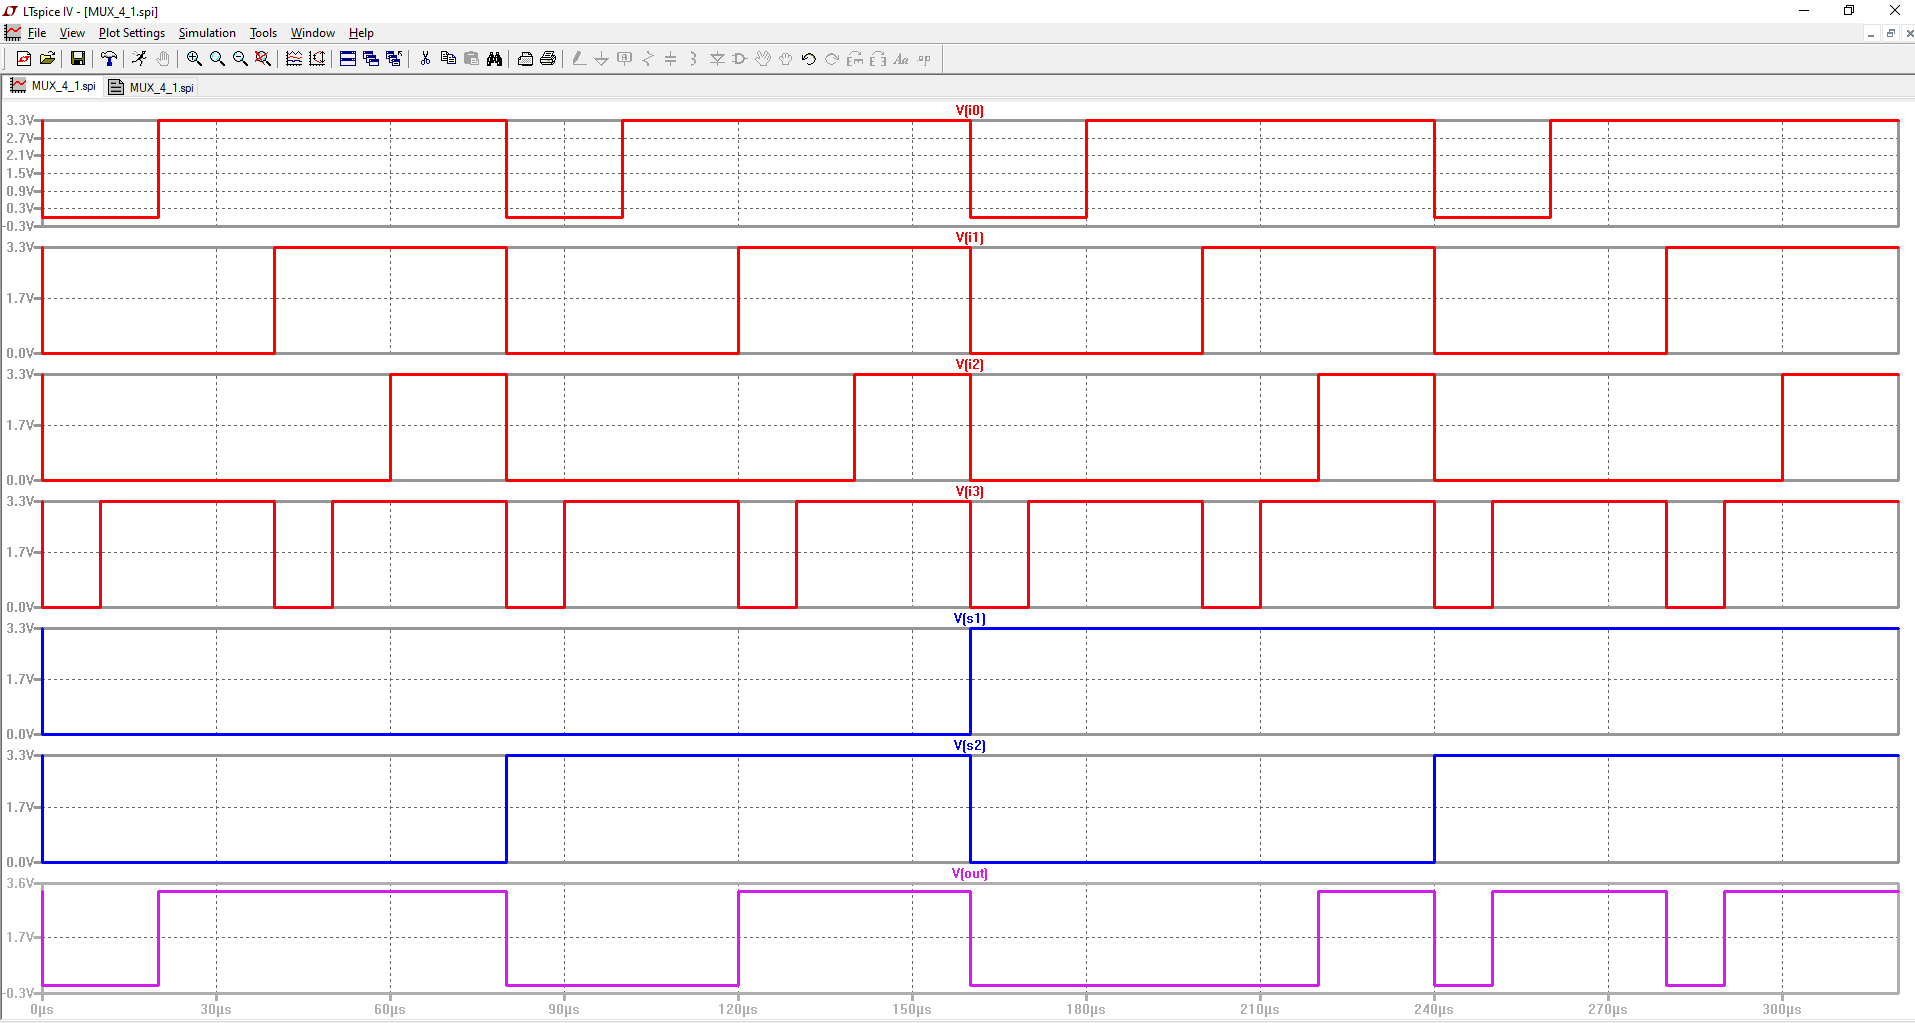 LTspice IV - [MUX_4_1.spi]
File View Plot Settings Simulation Tools Window Help
MUX_4_1.spi MUX_4_1.spi
V(i0)
3.3V
2.7V
2.1V
1.5V
0.9V
0.3V
-0.3V
V(i1)
3.3V
1.7V
0.0V
V(i2)
3.3V
1.7V
0.0V
V(i3)
3.3V
1.7V
0.0V
V(s1)
3.3V
1.7V
0.0V
V(s2)
3.3V
1.7V
0.0V
V(out)
3.6V
1.7V
-0.3V
0µs 30µs 60µs 90µs 120µs 150µs 180µs 210µs 240µs 270µs 300µs